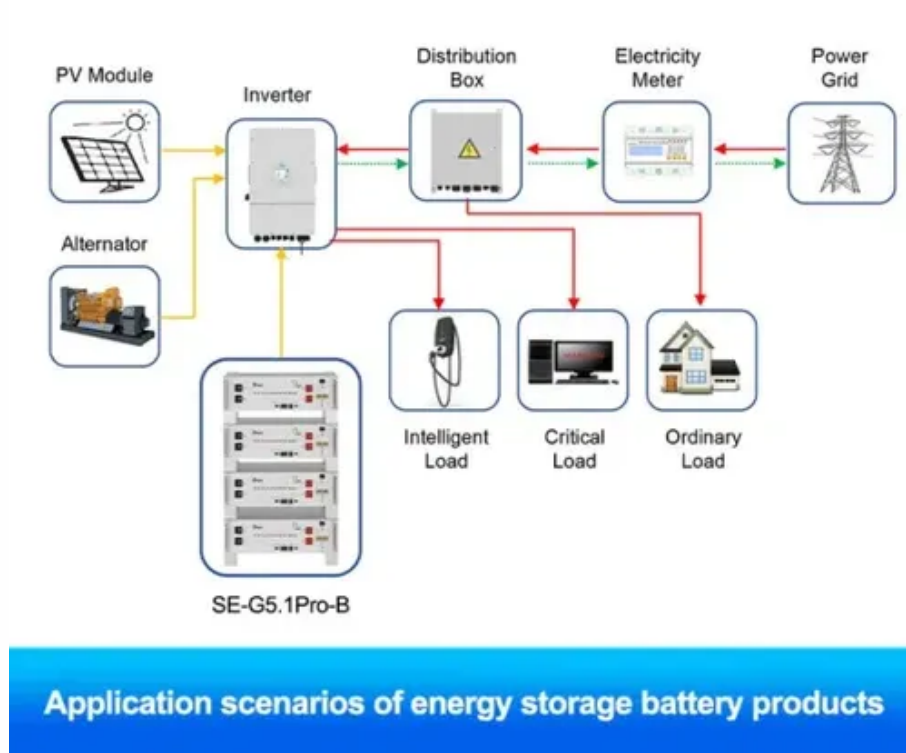 PV Module
Inverter
Distribution
Box
Electricity
Meter
Power
Grid
Alternator
Intelligent
Load
Critical
Load
Ordinary
Load
SE-G5.1Pro-B
Application scenarios of energy storage battery products